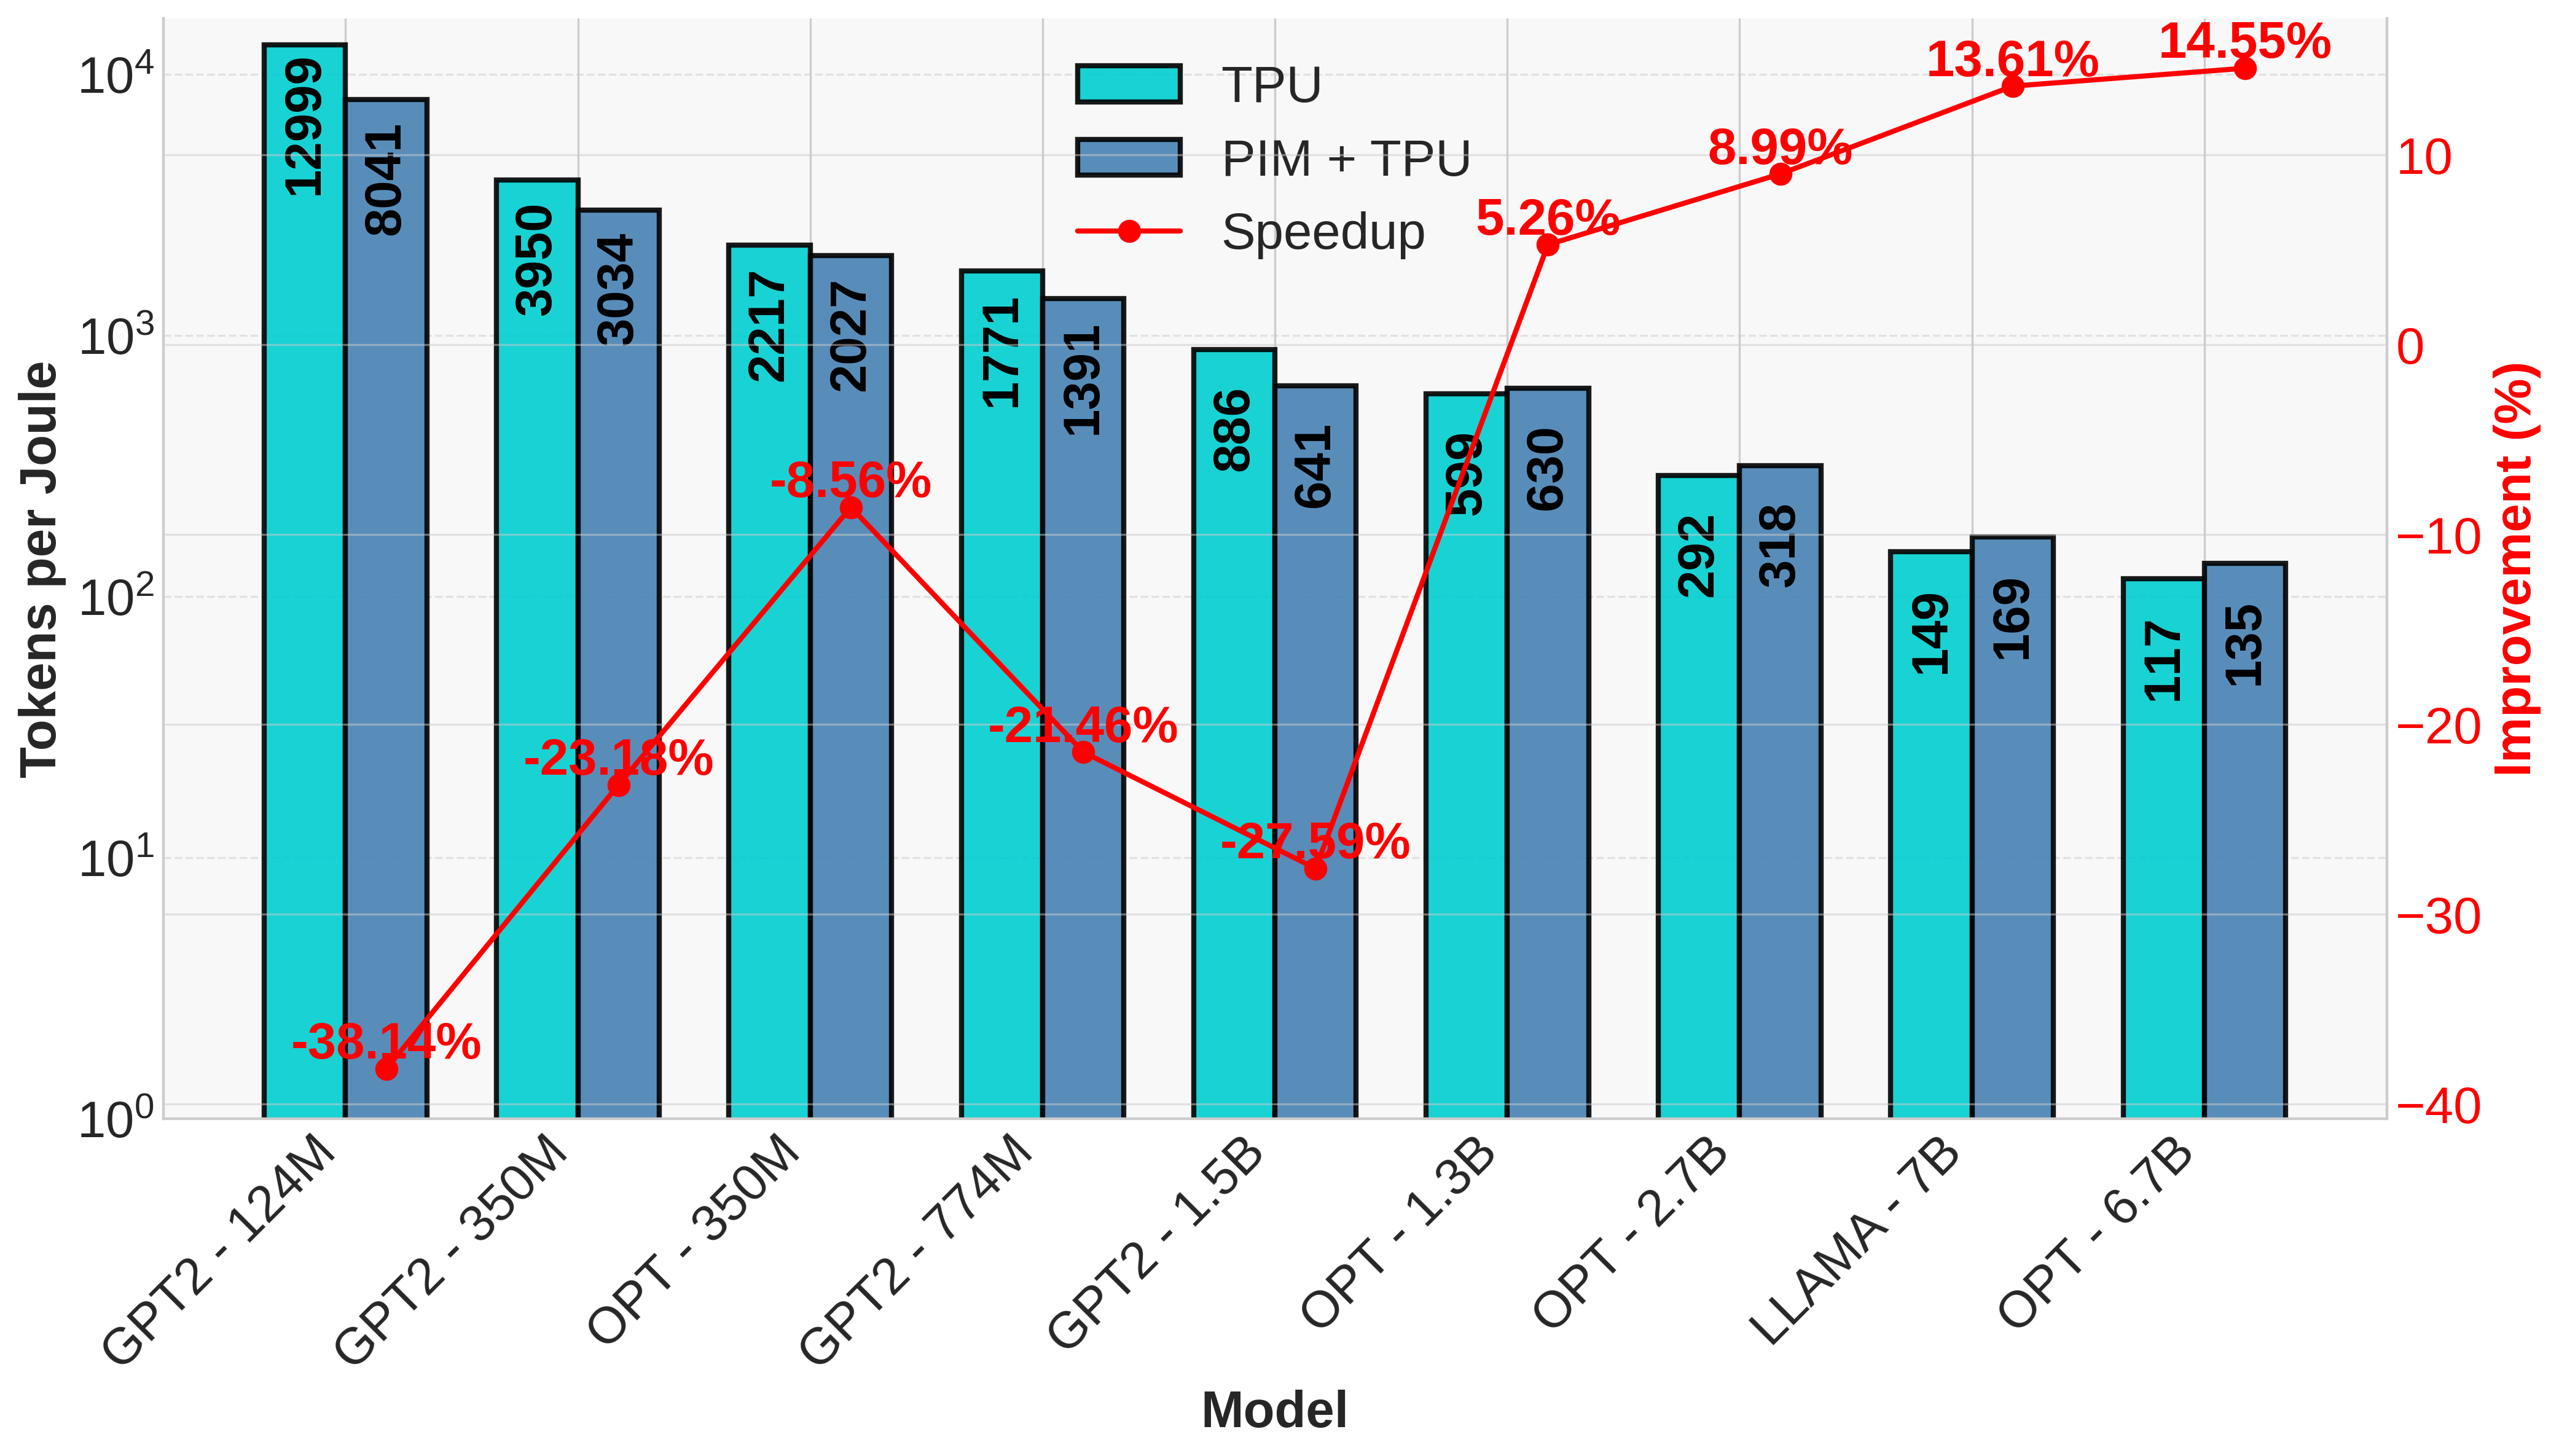 TPU
PIM + TPU
Speedup
Tokens per Joule
10^4
10^3
10^2
10^1
10^0
12999
8041
3950
3034
2217
2027
1771
1391
886
641
599
630
292
318
149
169
117
135
-38.14%
-23.18%
-8.56%
-21.46%
-27.59%
5.26%
8.99%
13.61%
14.55%
10
0
−10
−20
−30
−40
Improvement (%)
GPT2 - 124M
GPT2 - 350M
OPT - 350M
GPT2 - 774M
GPT2 - 1.5B
OPT - 1.3B
OPT - 2.7B
LLAMA - 7B
OPT - 6.7B
Model